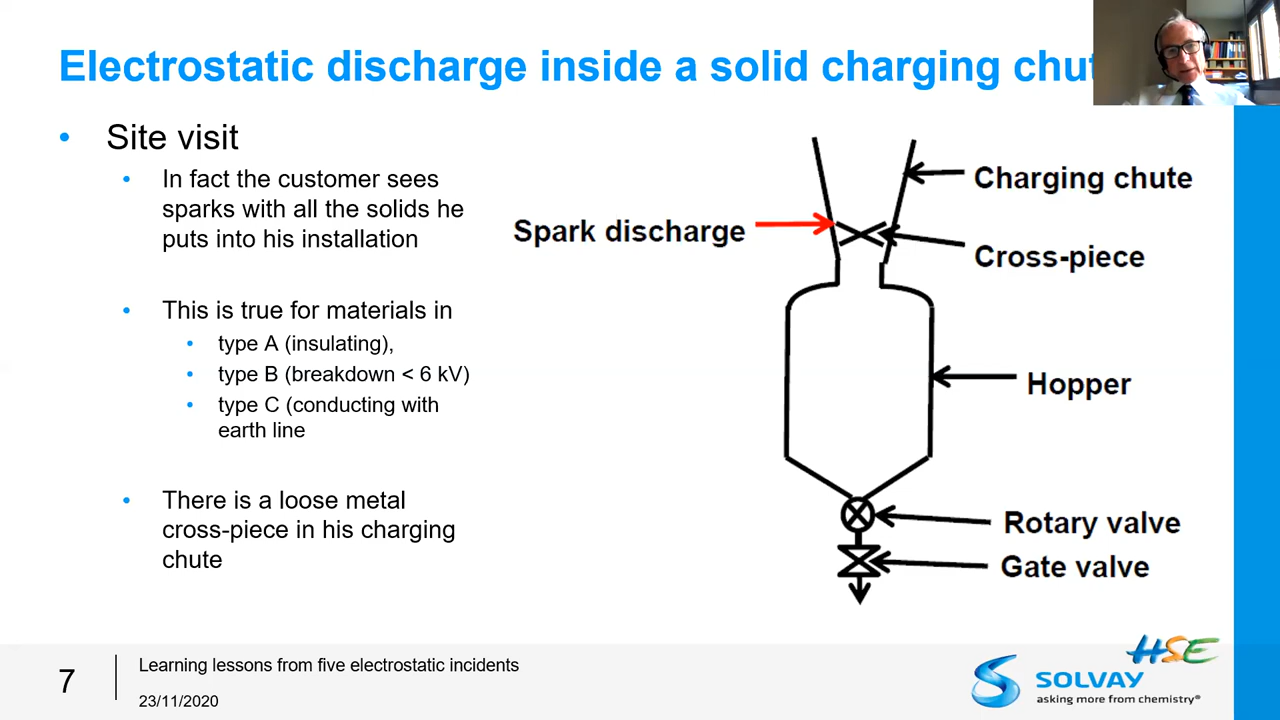 Electrostatic discharge inside a solid charging chut
• Site visit
• In fact the customer sees
sparks with all the solids he
puts into his installation
• This is true for materials in
• type A (insulating),
• type B (breakdown < 6 kV)
• type C (conducting with
earth line
• There is a loose metal
cross-piece in his charging
chute
Charging chute
Spark discharge
Cross-piece
Hopper
Rotary valve
Gate valve
7
Learning lessons from five electrostatic incidents
23/11/2020
HSE
SOLVAY
asking more from chemistry®